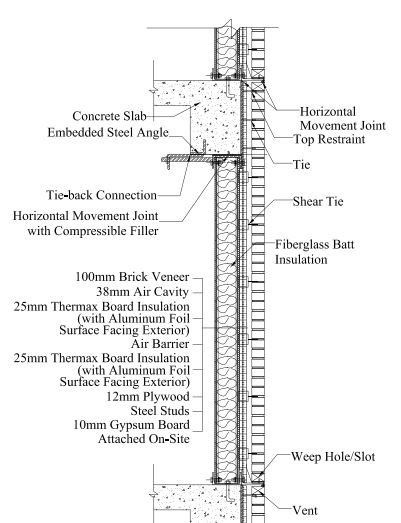 Concrete Slab
Embedded Steel Angle
Horizontal
Movement Joint
Top Restraint
Tie
Tie-back Connection
Shear Tie
Horizontal Movement Joint
with Compressible Filler
Fiberglass Batt
Insulation
100mm Brick Veneer
38mm Air Cavity
25mm Thermax Board Insulation
(with Aluminum Foil
Surface Facing Exterior)
Air Barrier
25mm Thermax Board Insulation
(with Aluminum Foil
Surface Facing Exterior)
12mm Plywood
Steel Studs
10mm Gypsum Board
Attached On-Site
Weep Hole/Slot
Vent